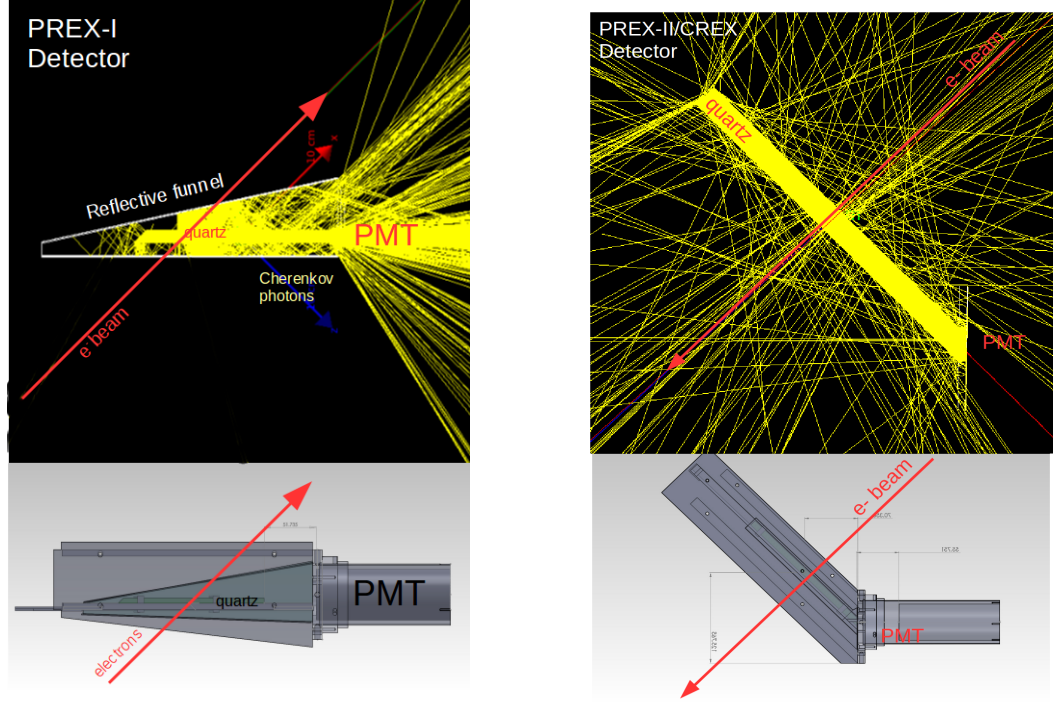 PREX-I
Detector
Reflective funnel
10 cm
x
quartz
PMT
Cherenkov
photons
e- beam
PREX-II/CREX
Detector
e- beam
quartz
PMT
quartz
PMT
electrons
e- beam
PMT